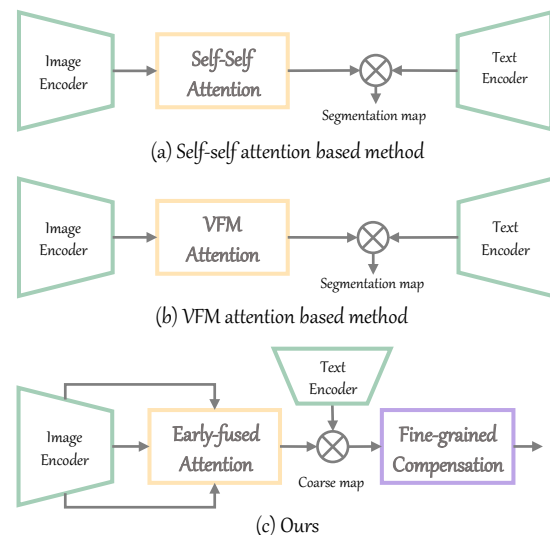 Image
Encoder
Self-Self
Attention
Text
Encoder
Segmentation map
(a) Self-self attention based method
Image
Encoder
VFM
Attention
Text
Encoder
Segmentation map
(b) VFM attention based method
Text
Encoder
Image
Encoder
Early-fused
Attention
Coarse map
Fine-grained
Compensation
(c) Ours